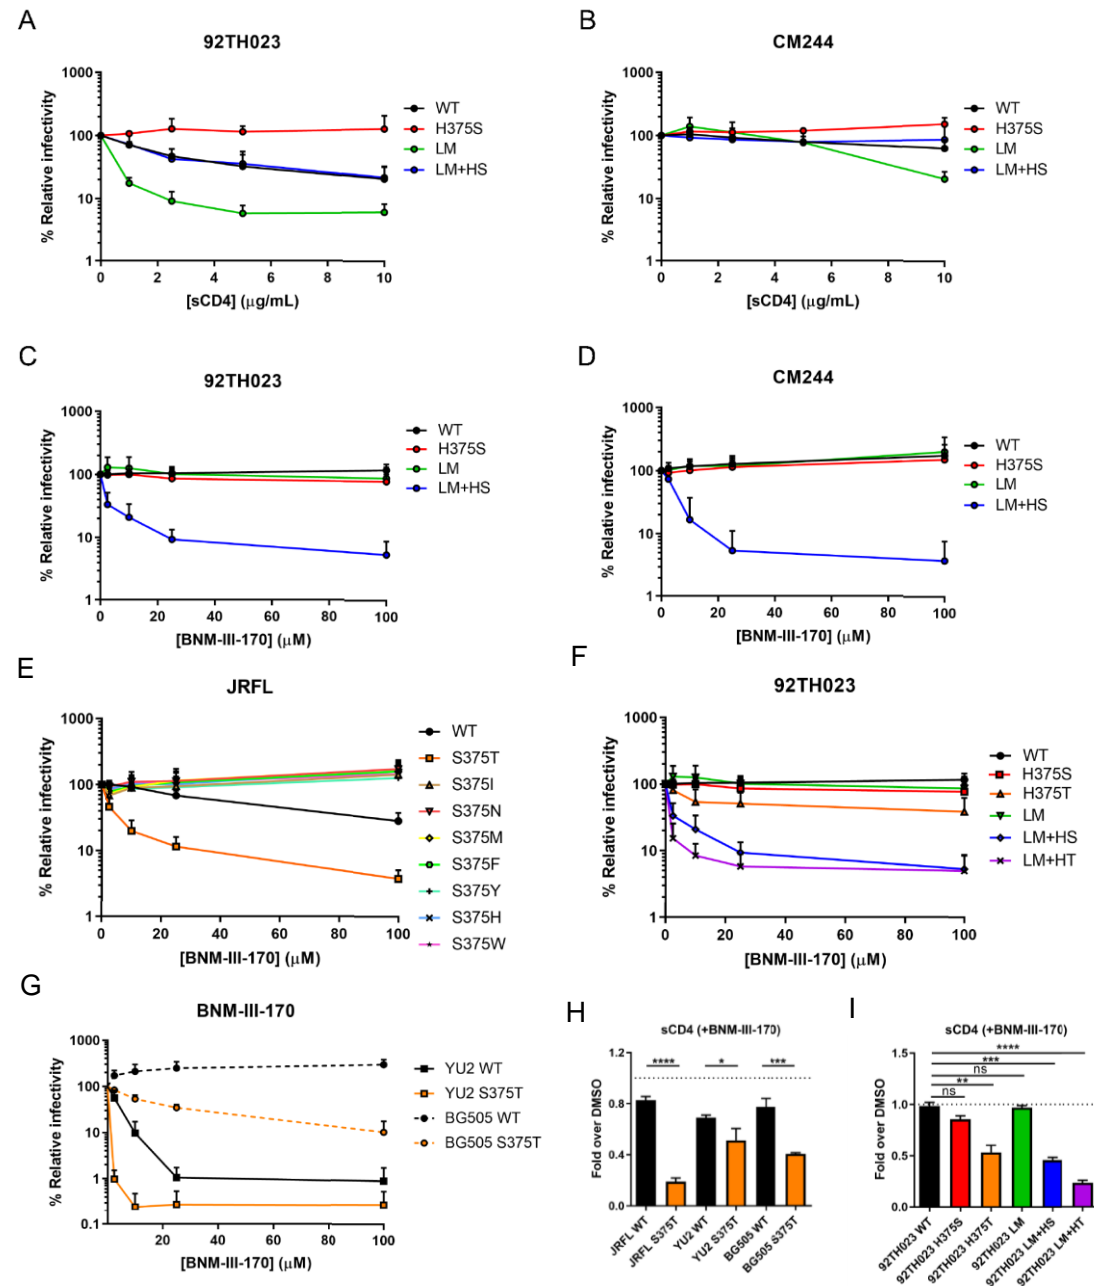 A
92TH023
% Relative infectivity
1000
100
10
1
0 2 4 6 8 10
[sCD4] (μg/mL)
WT
H375S
LM
LM+HS
B
CM244
% Relative infectivity
1000
100
10
1
0 2 4 6 8 10
[sCD4] (μg/mL)
WT
H375S
LM
LM+HS
C
92TH023
% Relative infectivity
1000
100
10
1
0 20 40 60 80 100
[BNM-III-170] (μM)
WT
H375S
LM
LM+HS
D
CM244
% Relative infectivity
1000
100
10
1
0 20 40 60 80 100
[BNM-III-170] (μM)
WT
H375S
LM
LM+HS
E
JRFL
% Relative infectivity
1000
100
10
1
0 20 40 60 80 100
[BNM-III-170] (μM)
WT
S375T
S375I
S375N
S375M
S375F
S375Y
S375H
S375W
F
92TH023
% Relative infectivity
1000
100
10
1
0 20 40 60 80 100
[BNM-III-170] (μM)
WT
H375S
H375T
LM
LM+HS
LM+HT
G
BNM-III-170
% Relative infectivity
1000
100
10
1
0.1
0 20 40 60 80 100
[BNM-III-170] (μM)
YU2 WT
YU2 S375T
BG505 WT
BG505 S375T
H
sCD4 (+BNM-III-170)
Fold over DMSO
1.2
0.8
0.4
0.0
**** * ***
JRFL WT
JRFL S375T
YU2 WT
YU2 S375T
BG505 WT
BG505 S375T
I
sCD4 (+BNM-III-170)
Fold over DMSO
1.5
1.0
0.5
0.0
****
***
ns
**
ns
92TH023 WT
92TH023 H375S
92TH023 H375T
92TH023 LM
92TH023 LM+HS
92TH023 LM+HT